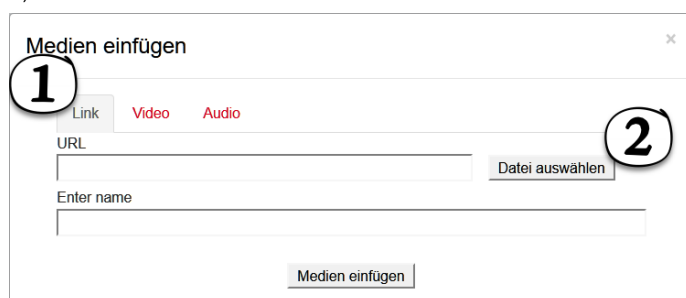 Medien einfügen ×
1
Link Video Audio
2
URL
Datei auswählen
Enter name
Medien einfügen